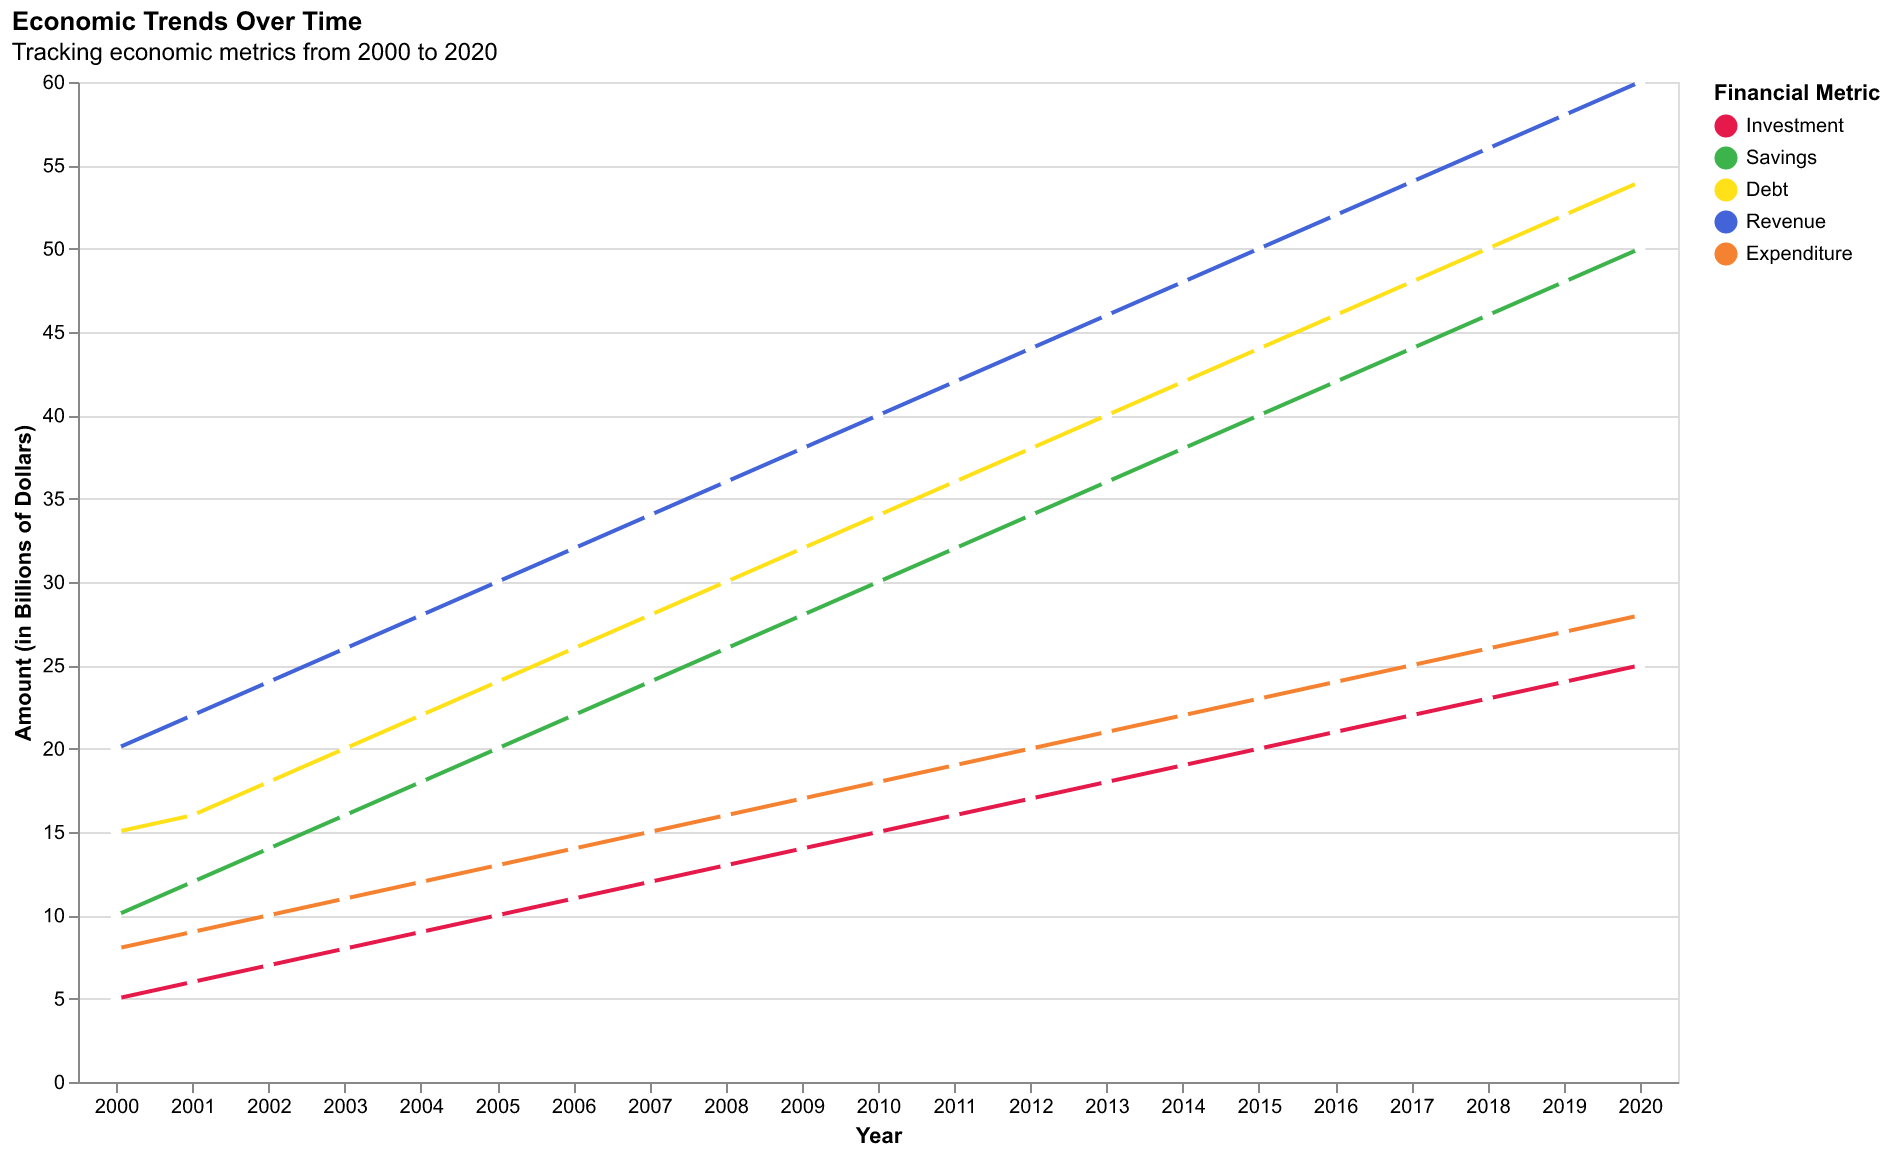 Economic Trends Over Time
Tracking economic metrics from 2000 to 2020
60
55
50
45
40
35
30
25
20
15
10
5
0
Amount (in Billions of Dollars)
2000 2001 2002 2003 2004 2005 2006 2007 2008 2009 2010 2011 2012 2013 2014 2015 2016 2017 2018 2019 2020
Year
Financial Metric
Investment
Savings
Debt
Revenue
Expenditure